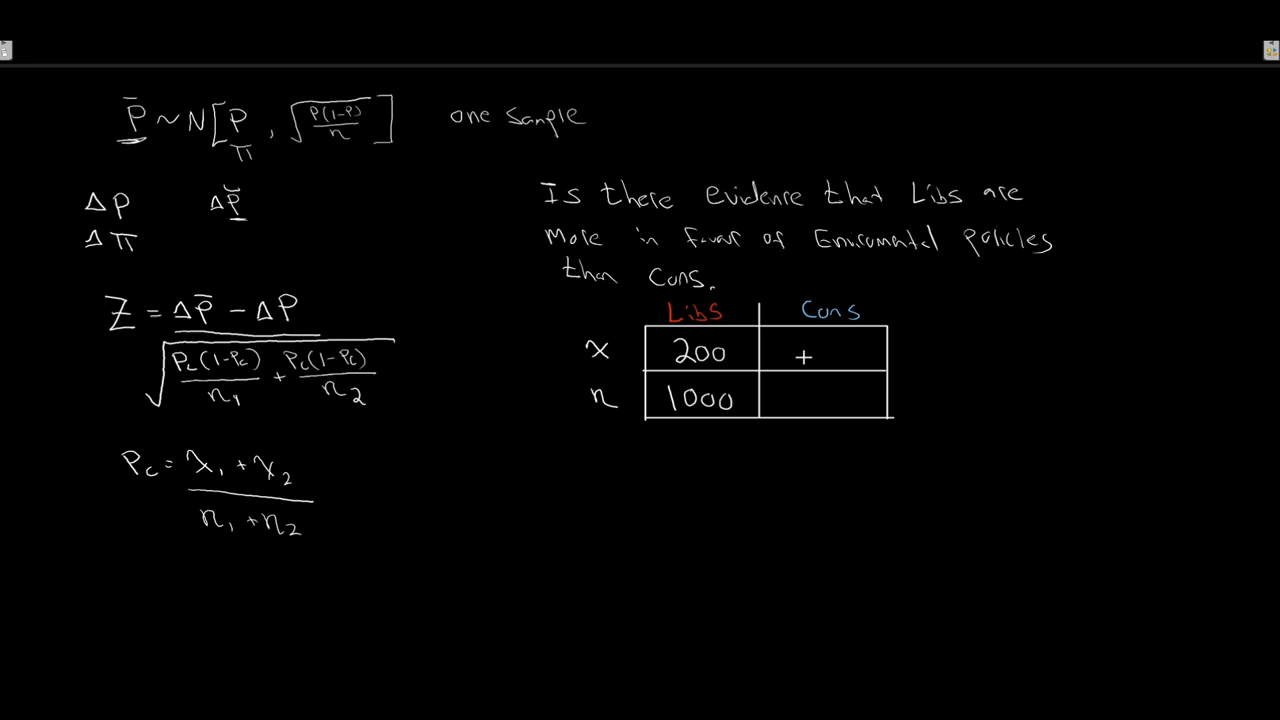 P̄ ~ N[P, √(P(1-P)/n)] one sample
π
ΔP ΔP̄
Δπ
Z = (ΔP̄ - ΔP) / √(Pc(1-Pc)/n₁ + Pc(1-Pc)/n₂)
Pc = (x₁ + x₂) / (n₁ + n₂)
Is there evidence that Libs are
more in favor of Enviromental policies
than Cons.
Libs Cons
x 200
n 1000